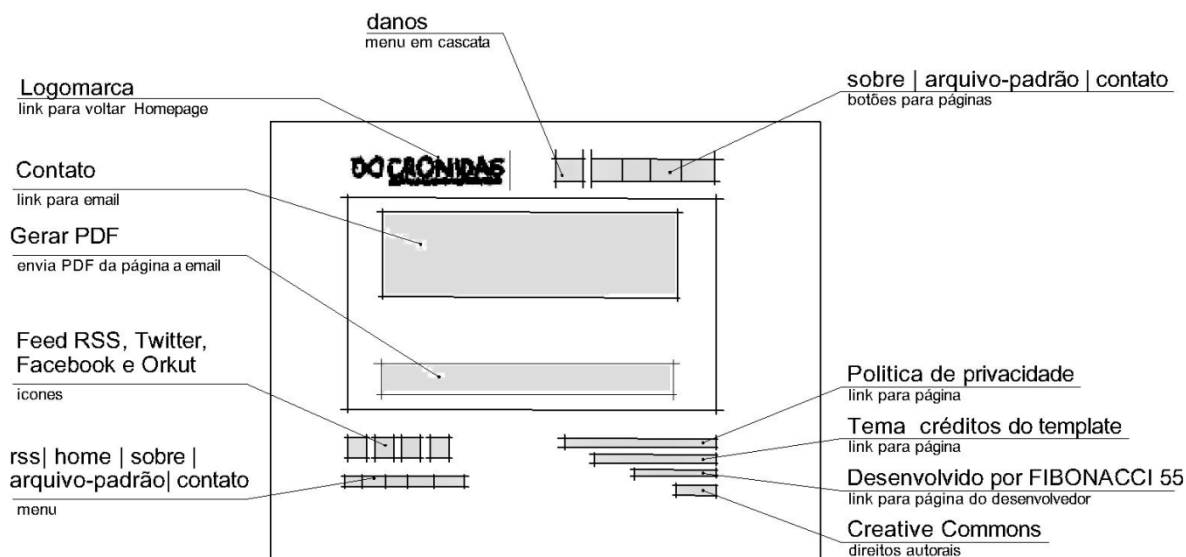 danos
menu em cascata
Logomarca
link para voltar Homepage
sobre | arquivo-padrão | contato
botões para páginas
DO CRONIDAS
Contato
link para email
Gerar PDF
envia PDF da página a email
Feed RSS, Twitter,
Facebook e Orkut
icones
rss| home | sobre |
arquivo-padrão| contato
menu
Politica de privacidade
link para página
Tema créditos do template
link para página
Desenvolvido por FIBONACCI 55
link para página do desenvolvedor
Creative Commons
direitos autorais